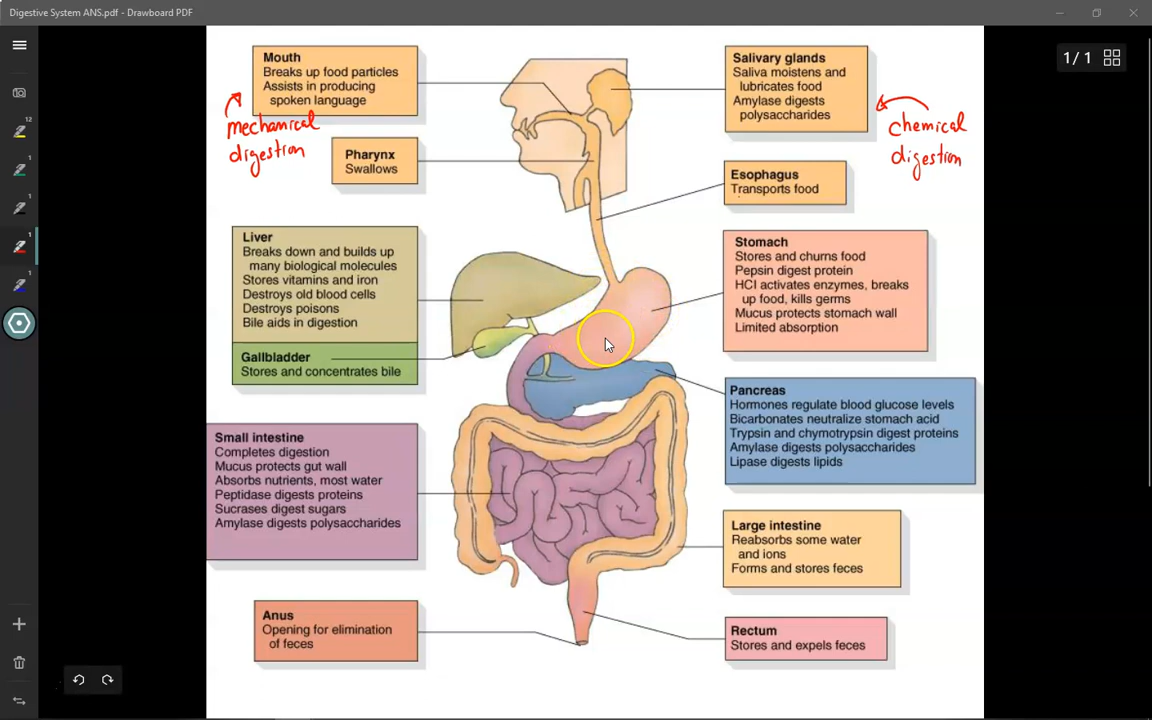 Digestive System ANS.pdf - Drawboard PDF
1/1
12
1
1
1
1
Mouth
Breaks up food particles
Assists in producing
spoken language
mechanical
digestion
Salivary glands
Saliva moistens and
lubricates food
Amylase digests
polysaccharides
chemical
digestion
Pharynx
Swallows
Esophagus
Transports food
Liver
Breaks down and builds up
many biological molecules
Stores vitamins and iron
Destroys old blood cells
Destroys poisons
Bile aids in digestion
Gallbladder
Stores and concentrates bile
Stomach
Stores and churns food
Pepsin digest protein
HCl activates enzymes, breaks
up food, kills germs
Mucus protects stomach wall
Limited absorption
Pancreas
Hormones regulate blood glucose levels
Bicarbonates neutralize stomach acid
Trypsin and chymotrypsin digest proteins
Amylase digests polysaccharides
Lipase digests lipids
Small intestine
Completes digestion
Mucus protects gut wall
Absorbs nutrients, most water
Peptidase digests proteins
Sucrases digest sugars
Amylase digests polysaccharides
Large intestine
Reabsorbs some water
and ions
Forms and stores feces
Anus
Opening for elimination
of feces
Rectum
Stores and expels feces